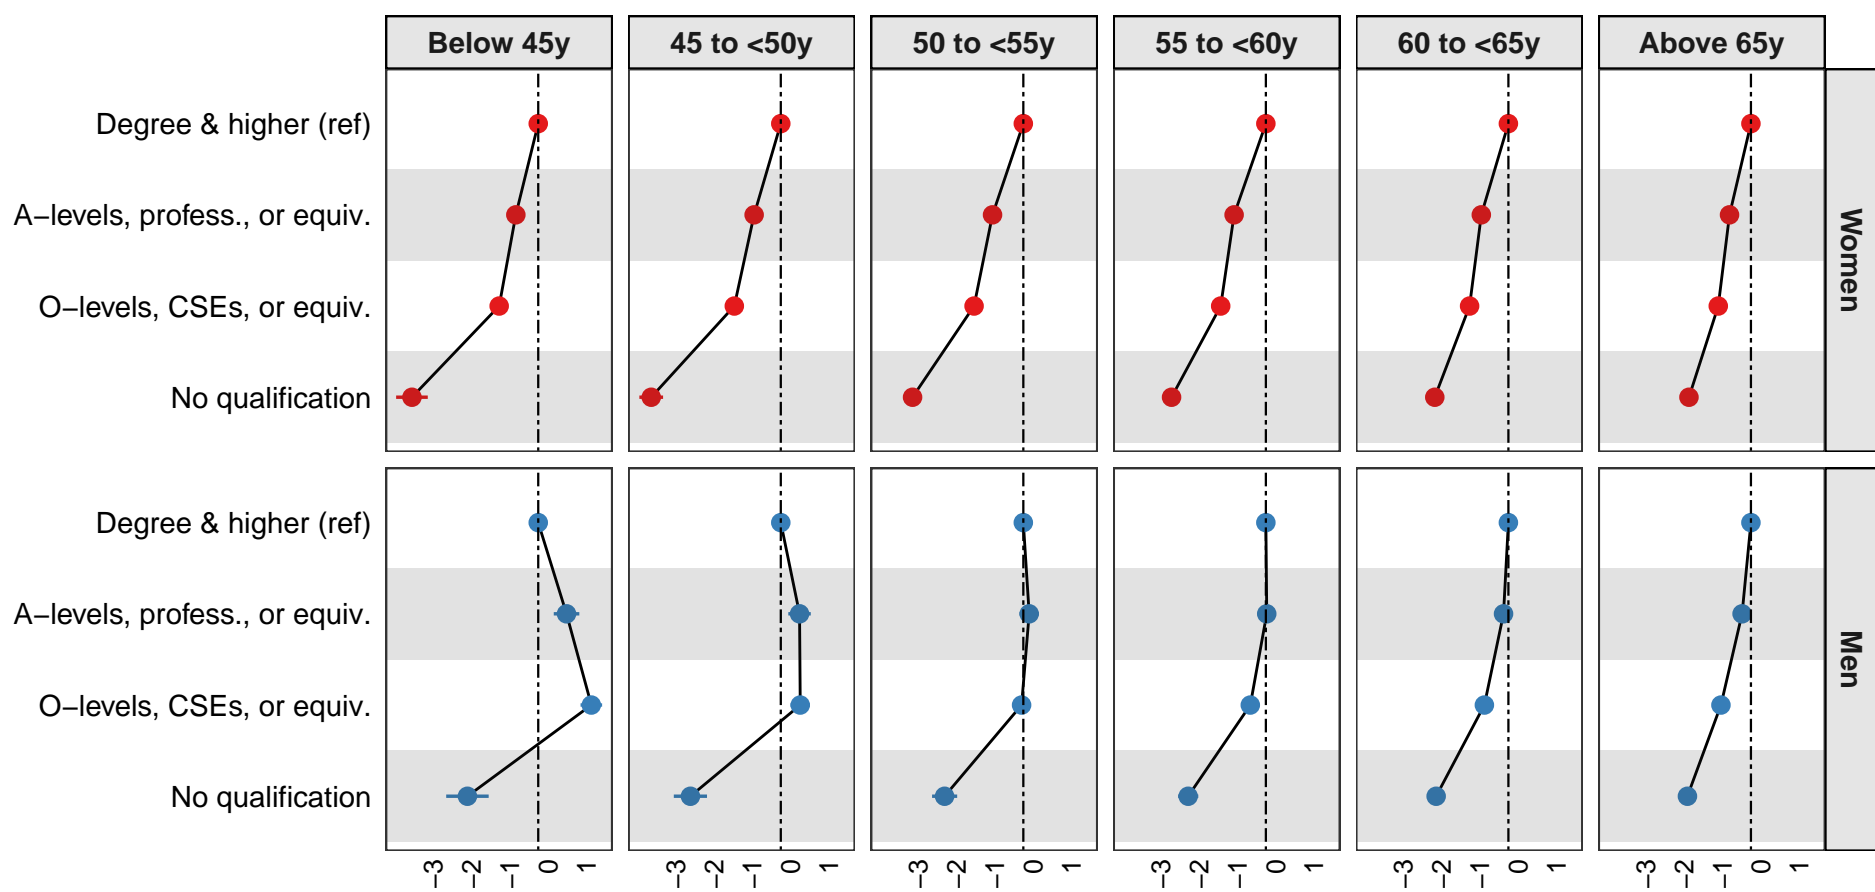 Below 45y 45 to <50y 50 to <55y 55 to <60y 60 to <65y Above 65y
Degree & higher (ref)
A−levels, profess., or equiv.
O−levels, CSEs, or equiv.
No qualification
Women
Degree & higher (ref)
A−levels, profess., or equiv.
O−levels, CSEs, or equiv.
No qualification
Men
−3 −2 −1 0 1 −3 −2 −1 0 1 −3 −2 −1 0 1 −3 −2 −1 0 1 −3 −2 −1 0 1 −3 −2 −1 0 1